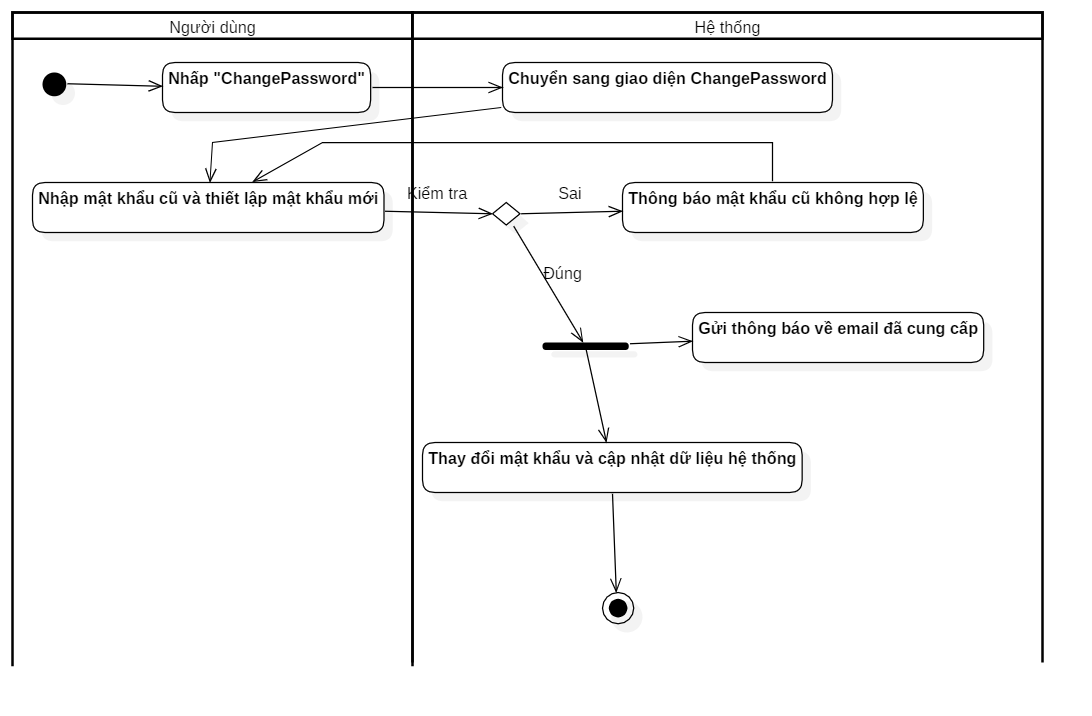 Người dùng
Hệ thống
Nhấp "ChangePassword"
Chuyển sang giao diện ChangePassword
Nhập mật khẩu cũ và thiết lập mật khẩu mới
Kiểm tra
Sai
Thông báo mật khẩu cũ không hợp lệ
Đúng
Gửi thông báo về email đã cung cấp
Thay đổi mật khẩu và cập nhật dữ liệu hệ thống